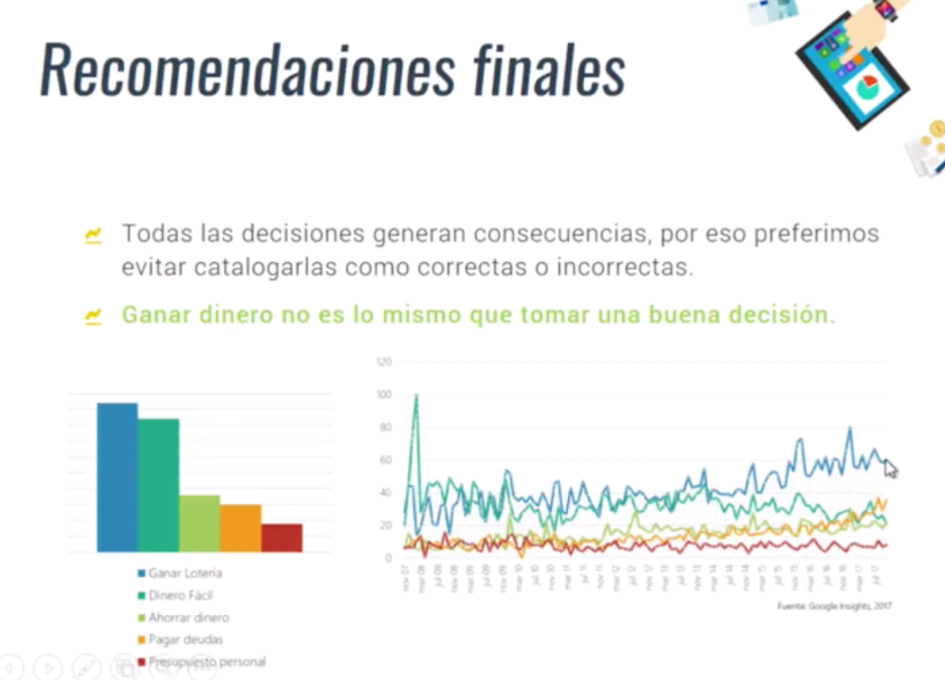 Recomendaciones finales
Todas las decisiones generan consecuencias, por eso preferimos
evitar catalogarlas como correctas o incorrectas.
Ganar dinero no es lo mismo que tomar una buena decisión.
Ganar Lotería
Dinero Fácil
Ahorrar dinero
Pagar deudas
Presupuesto personal
120
100
80
60
40
20
0
nov 07
mar 08
jul 08
nov 08
mar 09
jul 09
nov 09
mar 10
jul 10
nov 10
mar 11
jul 11
nov 11
mar 12
jul 12
nov 12
mar 13
jul 13
nov 13
mar 14
jul 14
nov 14
mar 15
jul 15
nov 15
mar 16
jul 16
nov 16
mar 17
jul 17
Fuente: Google Insights, 2017